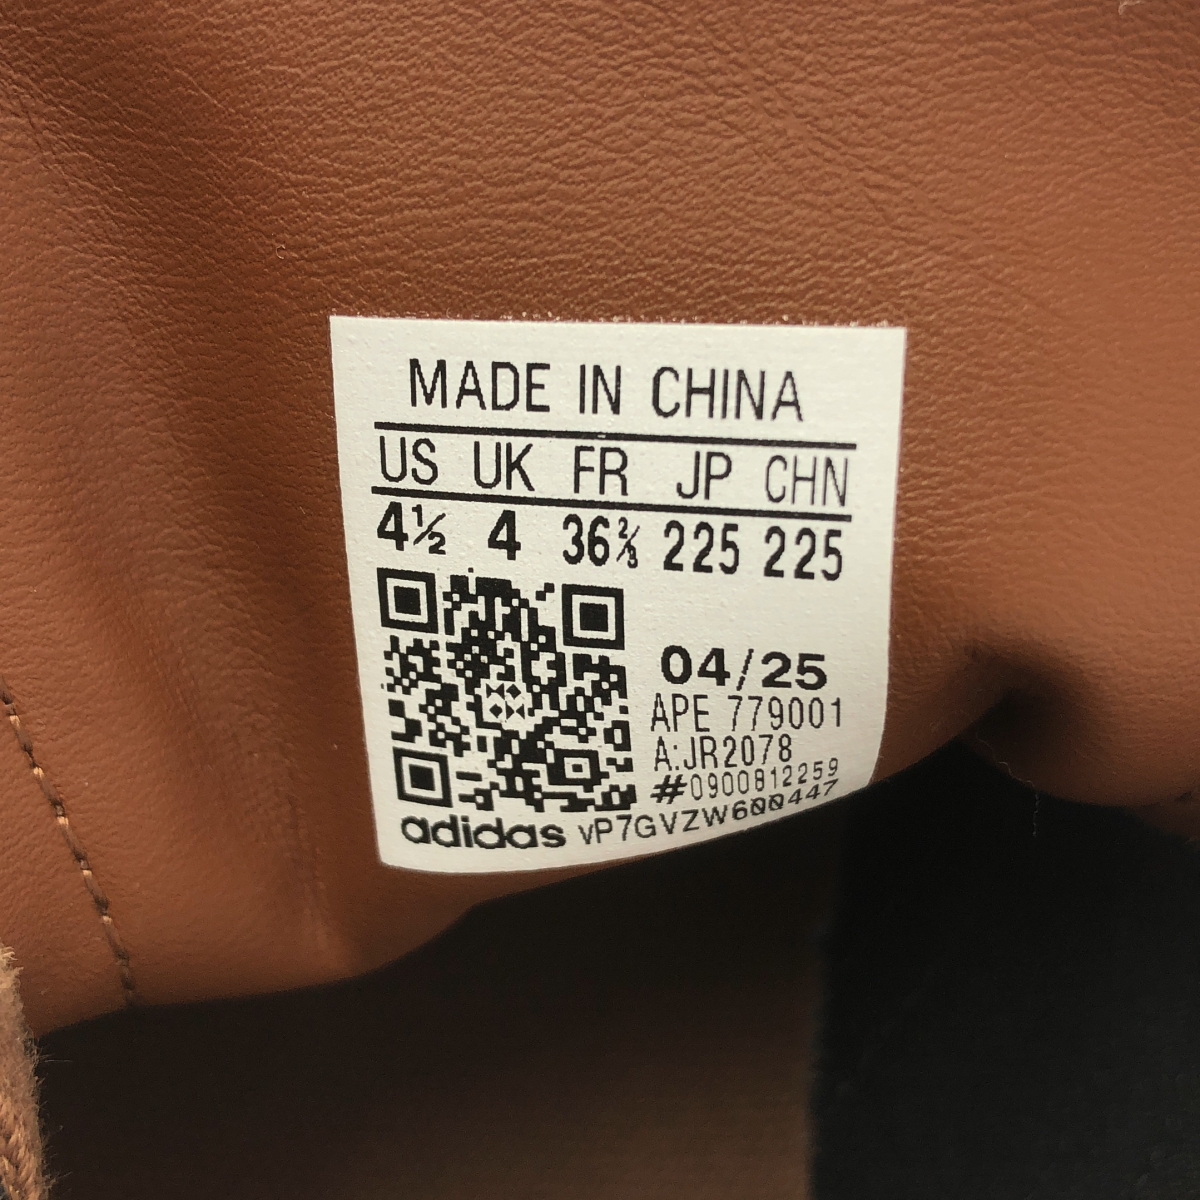 MADE IN CHINA
US UK FR JP CHN
4½ 4 36⅔ 225 225
04/25
APE 779001
A:JR2078
#0900812259
adidas VP7GVZW600447